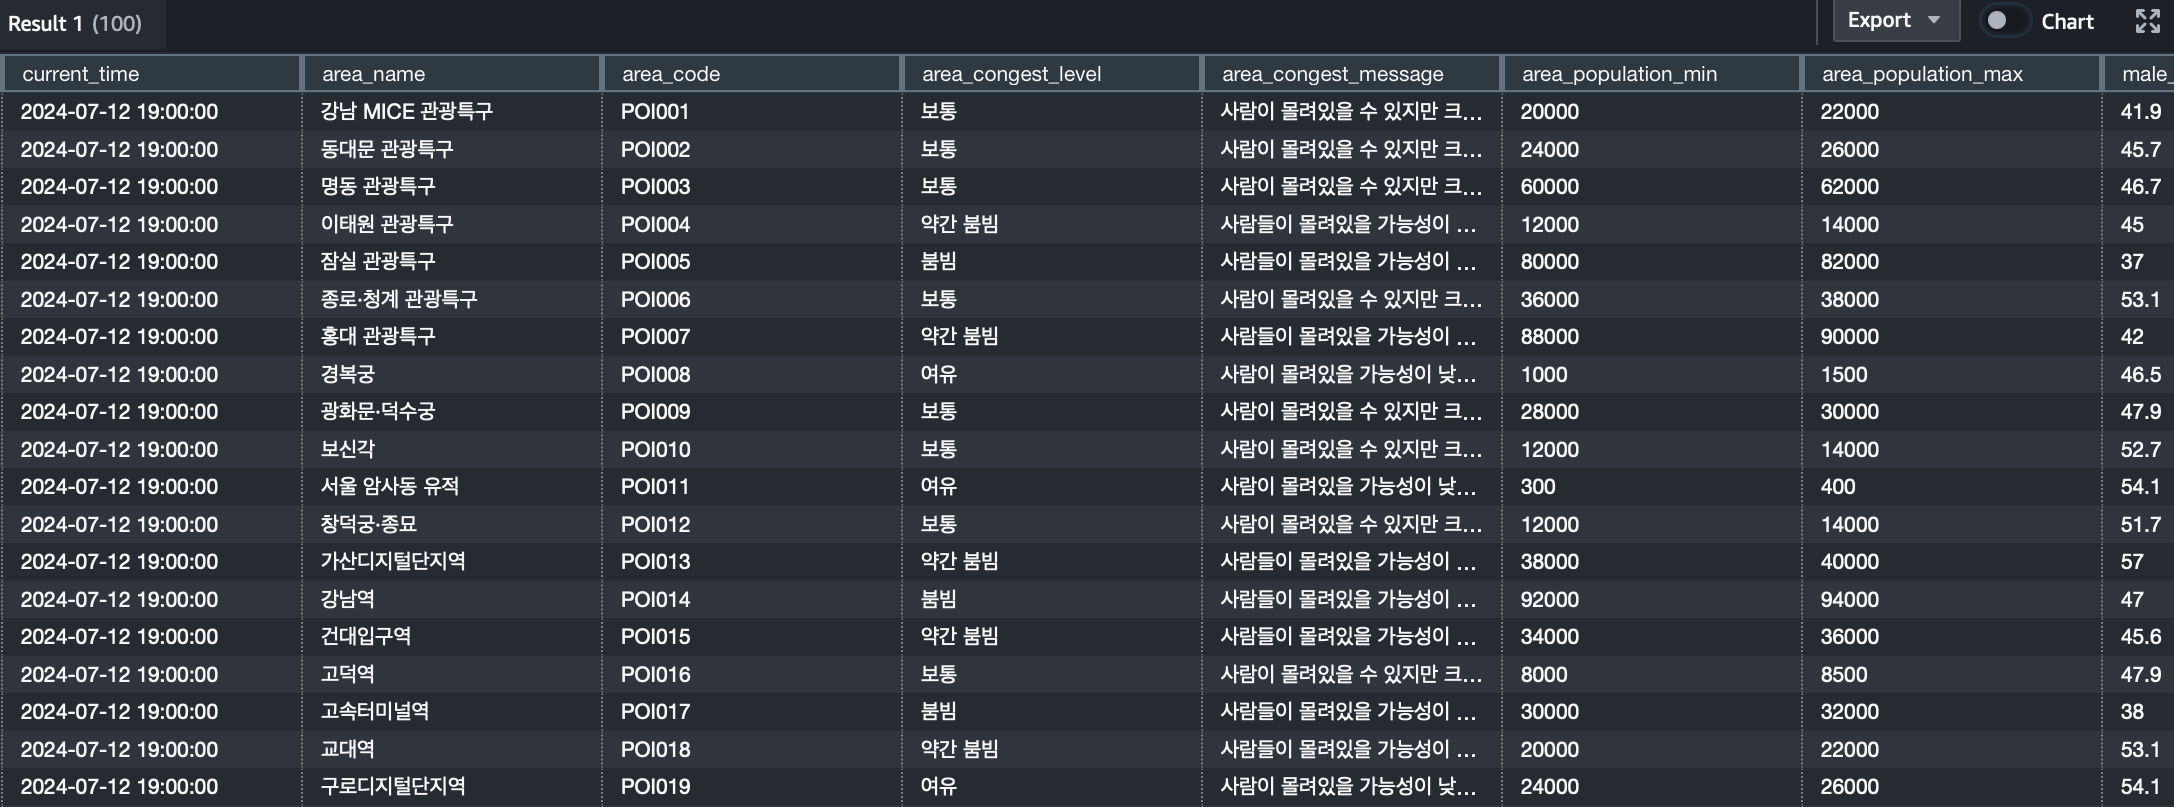 Result 1 (100) Export Chart
current_time area_name area_code area_congest_level area_congest_message area_population_min area_population_max male_
2024-07-12 19:00:00 강남 MICE 관광특구 POI001 보통 사람이 몰려있을 수 있지만 크... 20000 22000 41.9
2024-07-12 19:00:00 동대문 관광특구 POI002 보통 사람이 몰려있을 수 있지만 크... 24000 26000 45.7
2024-07-12 19:00:00 명동 관광특구 POI003 보통 사람이 몰려있을 수 있지만 크... 60000 62000 46.7
2024-07-12 19:00:00 이태원 관광특구 POI004 약간 붐빔 사람들이 몰려있을 가능성이 ... 12000 14000 45
2024-07-12 19:00:00 잠실 관광특구 POI005 붐빔 사람들이 몰려있을 가능성이 ... 80000 82000 37
2024-07-12 19:00:00 종로·청계 관광특구 POI006 보통 사람이 몰려있을 수 있지만 크... 36000 38000 53.1
2024-07-12 19:00:00 홍대 관광특구 POI007 약간 붐빔 사람들이 몰려있을 가능성이 ... 88000 90000 42
2024-07-12 19:00:00 경복궁 POI008 여유 사람이 몰려있을 가능성이 낮... 1000 1500 46.5
2024-07-12 19:00:00 광화문·덕수궁 POI009 보통 사람이 몰려있을 수 있지만 크... 28000 30000 47.9
2024-07-12 19:00:00 보신각 POI010 보통 사람이 몰려있을 수 있지만 크... 12000 14000 52.7
2024-07-12 19:00:00 서울 암사동 유적 POI011 여유 사람이 몰려있을 가능성이 낮... 300 400 54.1
2024-07-12 19:00:00 창덕궁·종묘 POI012 보통 사람이 몰려있을 수 있지만 크... 12000 14000 51.7
2024-07-12 19:00:00 가산디지털단지역 POI013 약간 붐빔 사람들이 몰려있을 가능성이 ... 38000 40000 57
2024-07-12 19:00:00 강남역 POI014 붐빔 사람들이 몰려있을 가능성이 ... 92000 94000 47
2024-07-12 19:00:00 건대입구역 POI015 약간 붐빔 사람들이 몰려있을 가능성이 ... 34000 36000 45.6
2024-07-12 19:00:00 고덕역 POI016 보통 사람이 몰려있을 수 있지만 크... 8000 8500 47.9
2024-07-12 19:00:00 고속터미널역 POI017 붐빔 사람들이 몰려있을 가능성이 ... 30000 32000 38
2024-07-12 19:00:00 교대역 POI018 약간 붐빔 사람들이 몰려있을 가능성이 ... 20000 22000 53.1
2024-07-12 19:00:00 구로디지털단지역 POI019 여유 사람이 몰려있을 가능성이 낮... 24000 26000 54.1